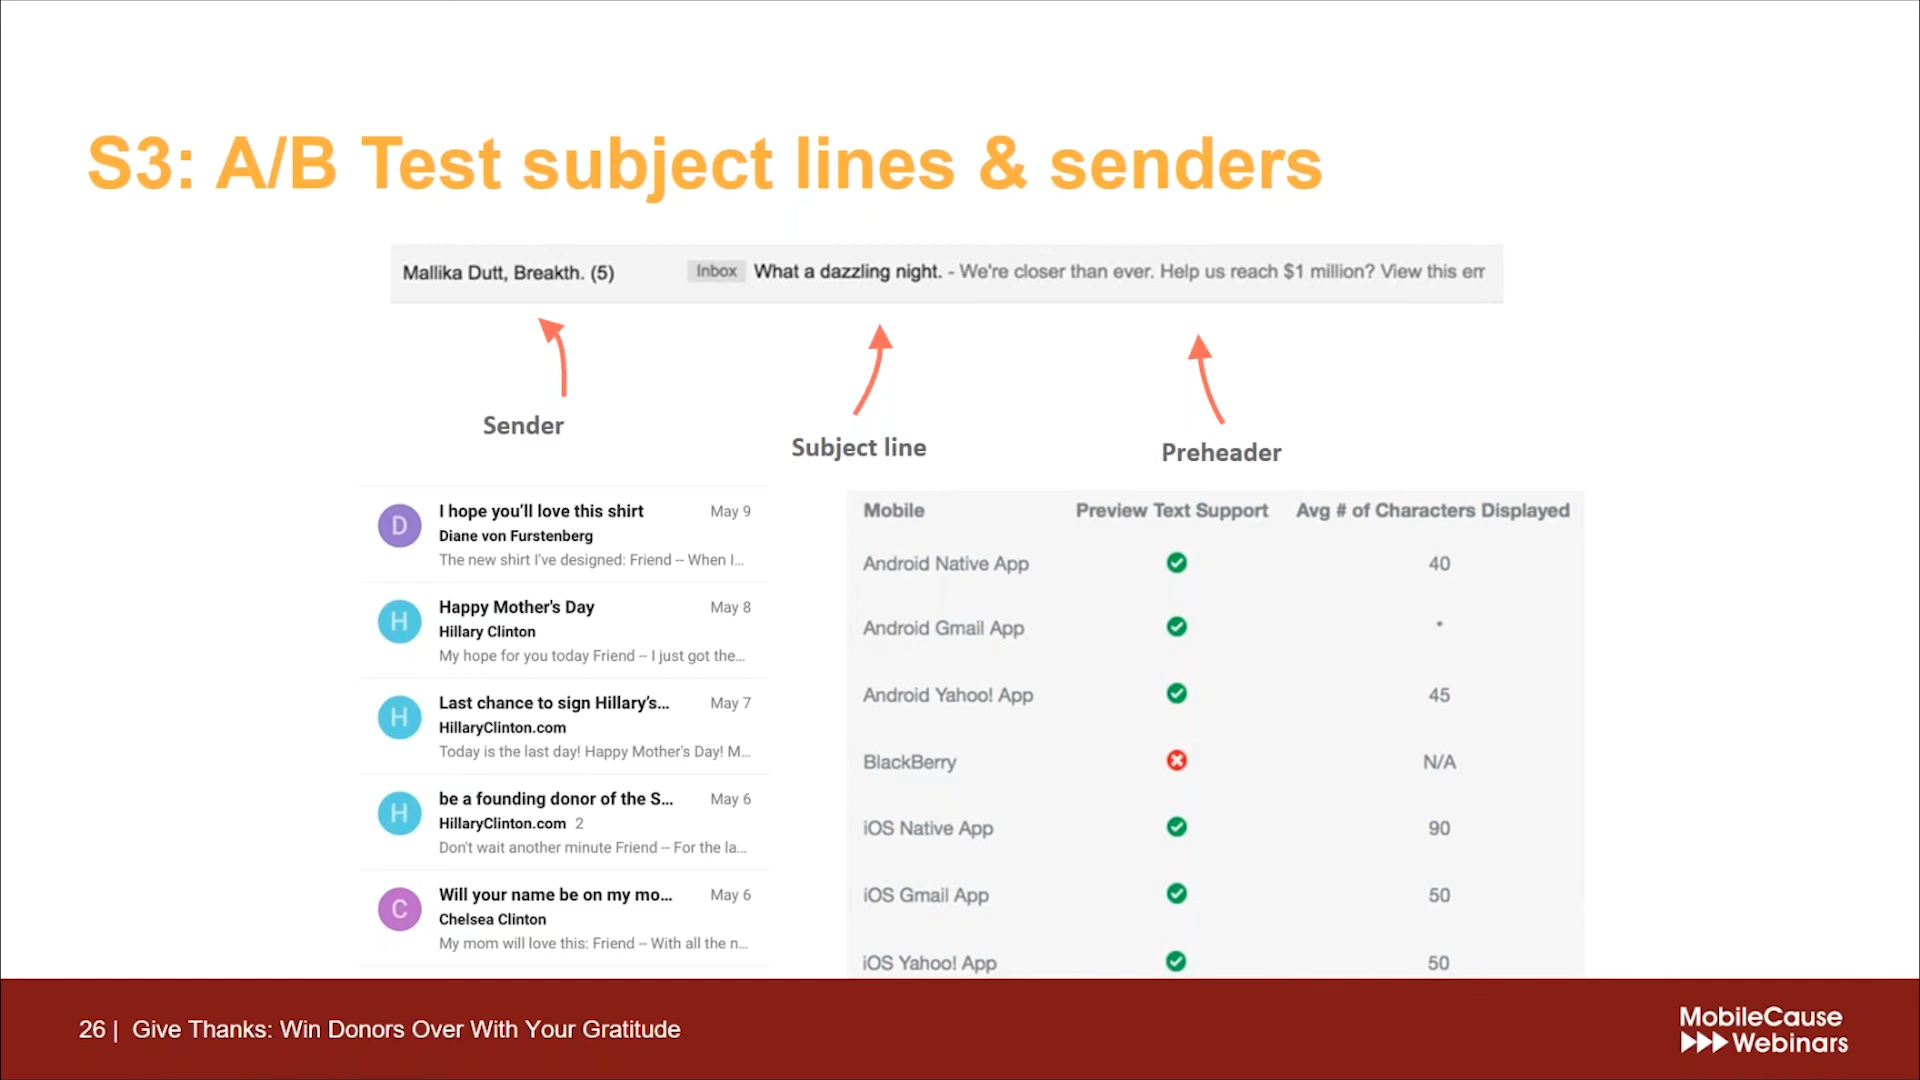 S3: A/B Test subject lines & senders
Mallika Dutt, Breakth. (5) Inbox What a dazzling night. - We're closer than ever. Help us reach $1 million? View this em
Sender
Subject line
Preheader
D
I hope you'll love this shirt May 9
Diane von Furstenberg
The new shirt I've designed: Friend -- When I...
H
Happy Mother's Day May 8
Hillary Clinton
My hope for you today Friend -- I just got the...
H
Last chance to sign Hillary's... May 7
HillaryClinton.com
Today is the last day! Happy Mother's Day! M...
H
be a founding donor of the S... May 6
HillaryClinton.com 2
Don't wait another minute Friend -- For the la...
C
Will your name be on my mo... May 6
Chelsea Clinton
My mom will love this: Friend -- With all the n...
Mobile Preview Text Support Avg # of Characters Displayed
Android Native App 40
Android Gmail App *
Android Yahoo! App 45
BlackBerry N/A
iOS Native App 90
iOS Gmail App 50
iOS Yahoo! App 50
26 | Give Thanks: Win Donors Over With Your Gratitude
MobileCause
Webinars